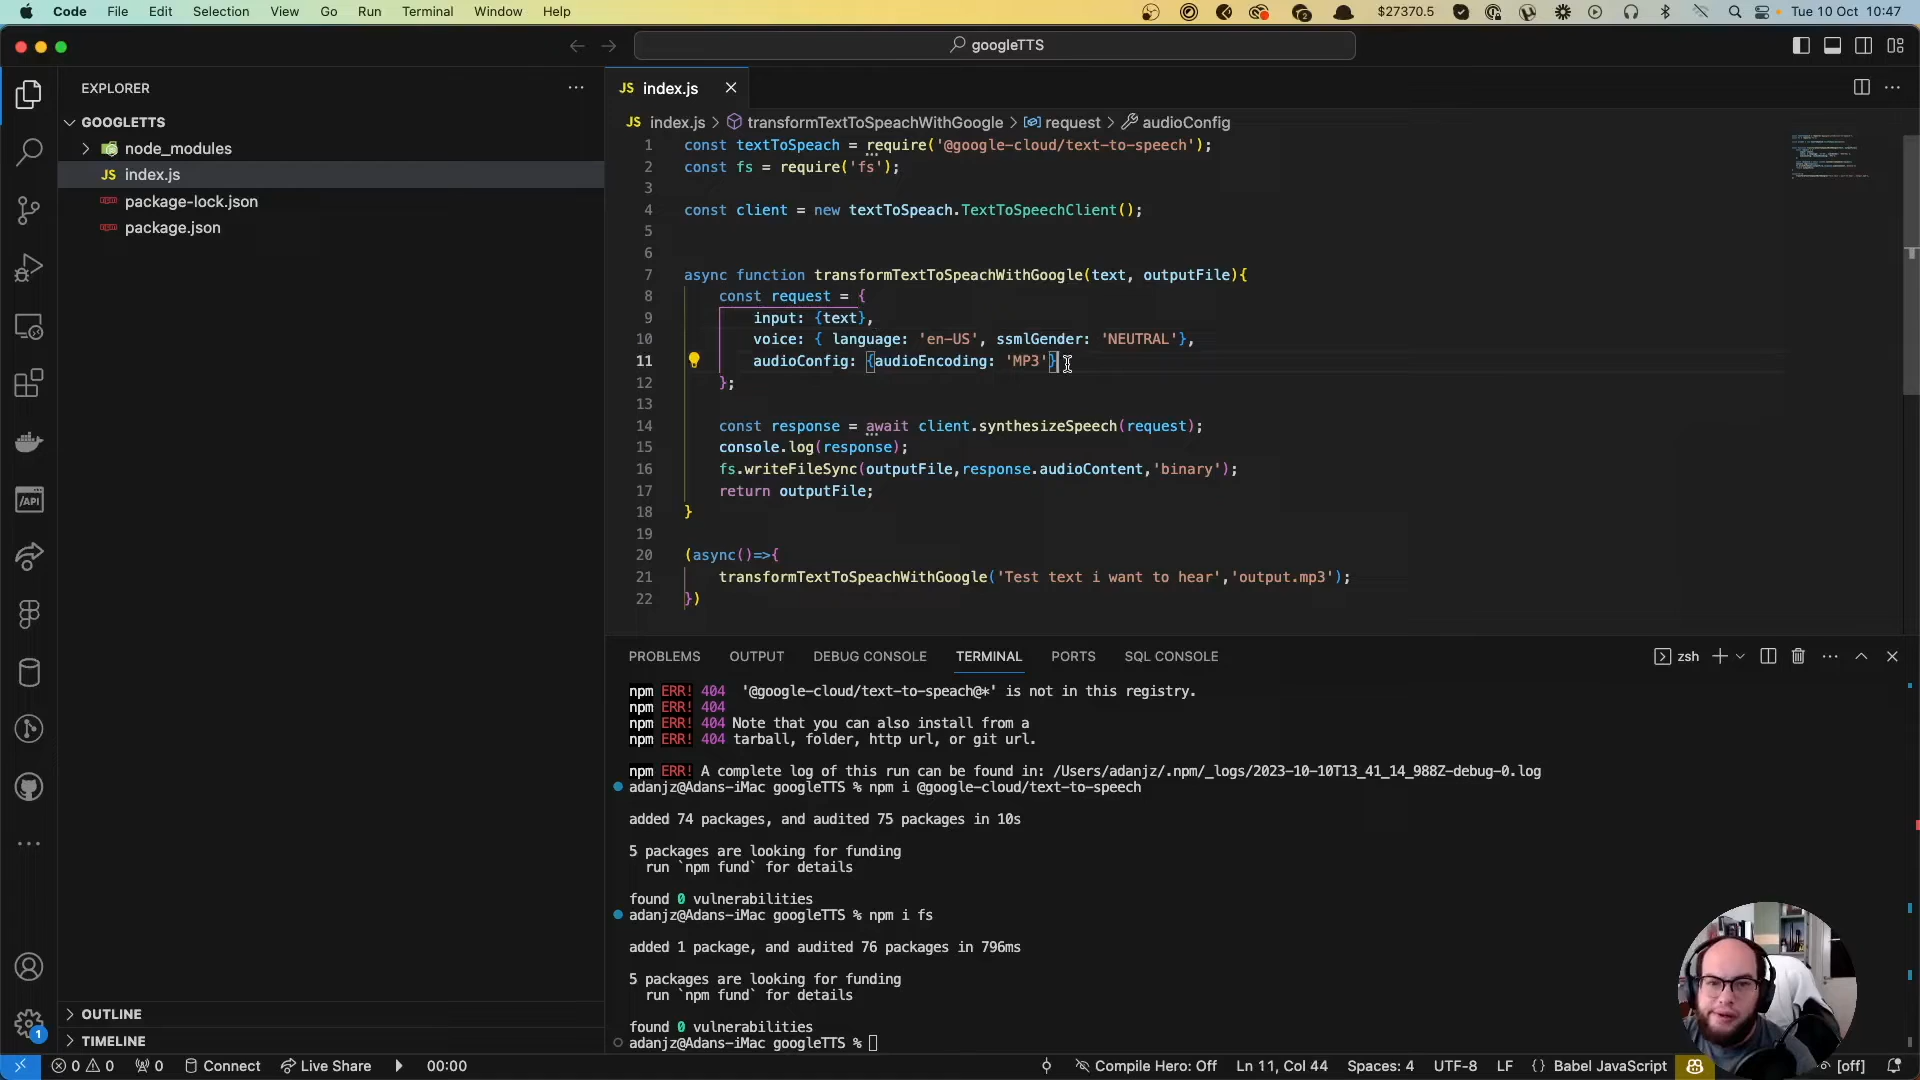 Code File Edit Selection View Go Run Terminal Window Help
2
$27370.5
Tue 10 Oct 10:47
googleTTS
EXPLORER
GOOGLETTS
node_modules
JS index.js
package-lock.json
package.json
OUTLINE
TIMELINE
/API
1
JS index.js
JS index.js > transformTextToSpeachWithGoogle > request > audioConfig
1 const textToSpeach = require('@google-cloud/text-to-speech');
2 const fs = require('fs');
3
4 const client = new textToSpeach.TextToSpeechClient();
5
6
7 async function transformTextToSpeachWithGoogle(text, outputFile){
8 const request = {
9 input: {text},
10 voice: { language: 'en-US', ssmlGender: 'NEUTRAL'},
11 audioConfig: {audioEncoding: 'MP3'}
12 };
13
14 const response = await client.synthesizeSpeech(request);
15 console.log(response);
16 fs.writeFileSync(outputFile,response.audioContent,'binary');
17 return outputFile;
18 }
19
20 (async()=>{
21 transformTextToSpeachWithGoogle('Test text i want to hear','output.mp3');
22 })
PROBLEMS OUTPUT DEBUG CONSOLE TERMINAL PORTS SQL CONSOLE
zsh
npm ERR! 404 '@google-cloud/text-to-speach@*' is not in this registry.
npm ERR! 404
npm ERR! 404 Note that you can also install from a
npm ERR! 404 tarball, folder, http url, or git url.
npm ERR! A complete log of this run can be found in: /Users/adanjz/.npm/_logs/2023-10-10T13_41_14_988Z-debug-0.log
adanjz@Adans-iMac googleTTS % npm i @google-cloud/text-to-speech
added 74 packages, and audited 75 packages in 10s
5 packages are looking for funding
run `npm fund` for details
found 0 vulnerabilities
adanjz@Adans-iMac googleTTS % npm i fs
added 1 package, and audited 76 packages in 796ms
5 packages are looking for funding
run `npm fund` for details
found 0 vulnerabilities
adanjz@Adans-iMac googleTTS %
0 0 0 Connect Live Share 00:00
Compile Hero: Off Ln 11, Col 44 Spaces: 4 UTF-8 LF {} Babel JavaScript [off]